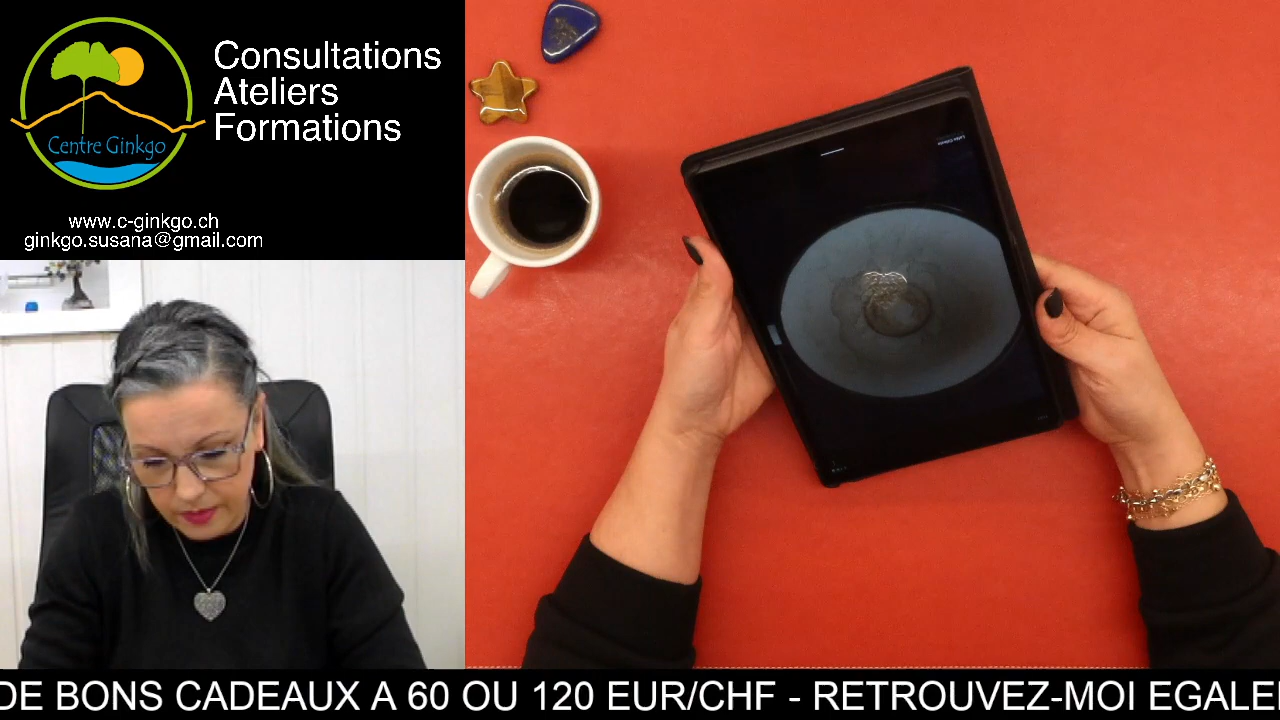 Consultations
Ateliers
Formations
Centre Ginkgo
www.c-ginkgo.ch
ginkgo.susana@gmail.com
DE BONS CADEAUX A 60 OU 120 EUR/CHF - RETROUVEZ-MOI EGALE